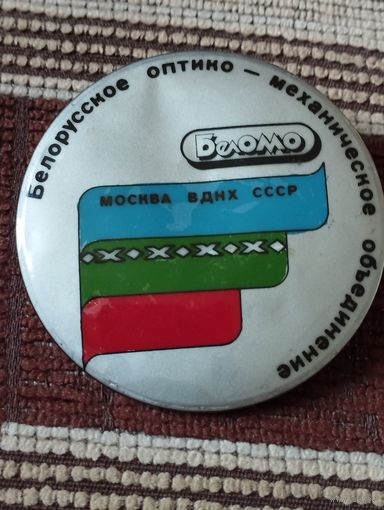 Белорусское оптико – механическое объединение
БелОМО
МОСКВА ВДНХ СССР